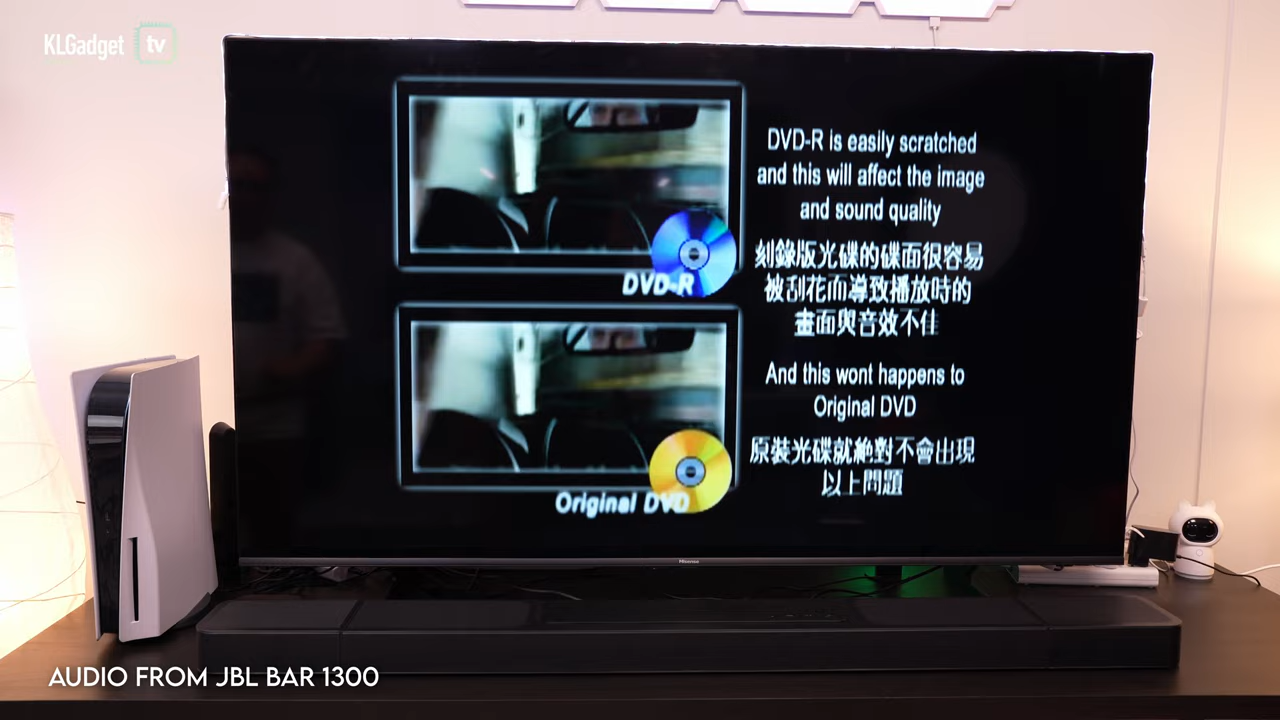 KLGadget tv
DVD-R is easily scratched
and this will affect the image
and sound quality
刻錄版光碟的碟面很容易
被刮花而導致播放時的
畫面與音效不佳
DVD-R
And this wont happens to
Original DVD
原裝光碟就絕對不會出現
以上問題
Original DVD
Hisense
AUDIO FROM JBL BAR 1300